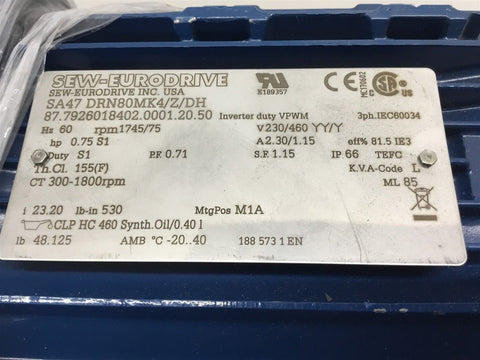 SEW-EURODRIVE
SEW-EURODRIVE INC. USA
SA47 DRN80MK4/Z/DH
87.7926018402.0001.20.50 Inverter duty VPWM 3ph.IEC60034
E189357
CE
Hz 60 rpm 1745/75 V 230/460 YY/Y
hp 0.75 S1 A 2.30/1.15 eff% 81.5 IE3
Duty S1 P.F. 0.71 S.F. 1.15 IP 66 TEFC
Th.Cl. 155(F) K.V.A-Code L
CT 300-1800rpm ML 85
i 23.20 lb-in 530 MtgPos M1A
CLP HC 460 Synth.Oil/0.40 l
lb 48.125 AMB °C -20..40 188 573 1 EN